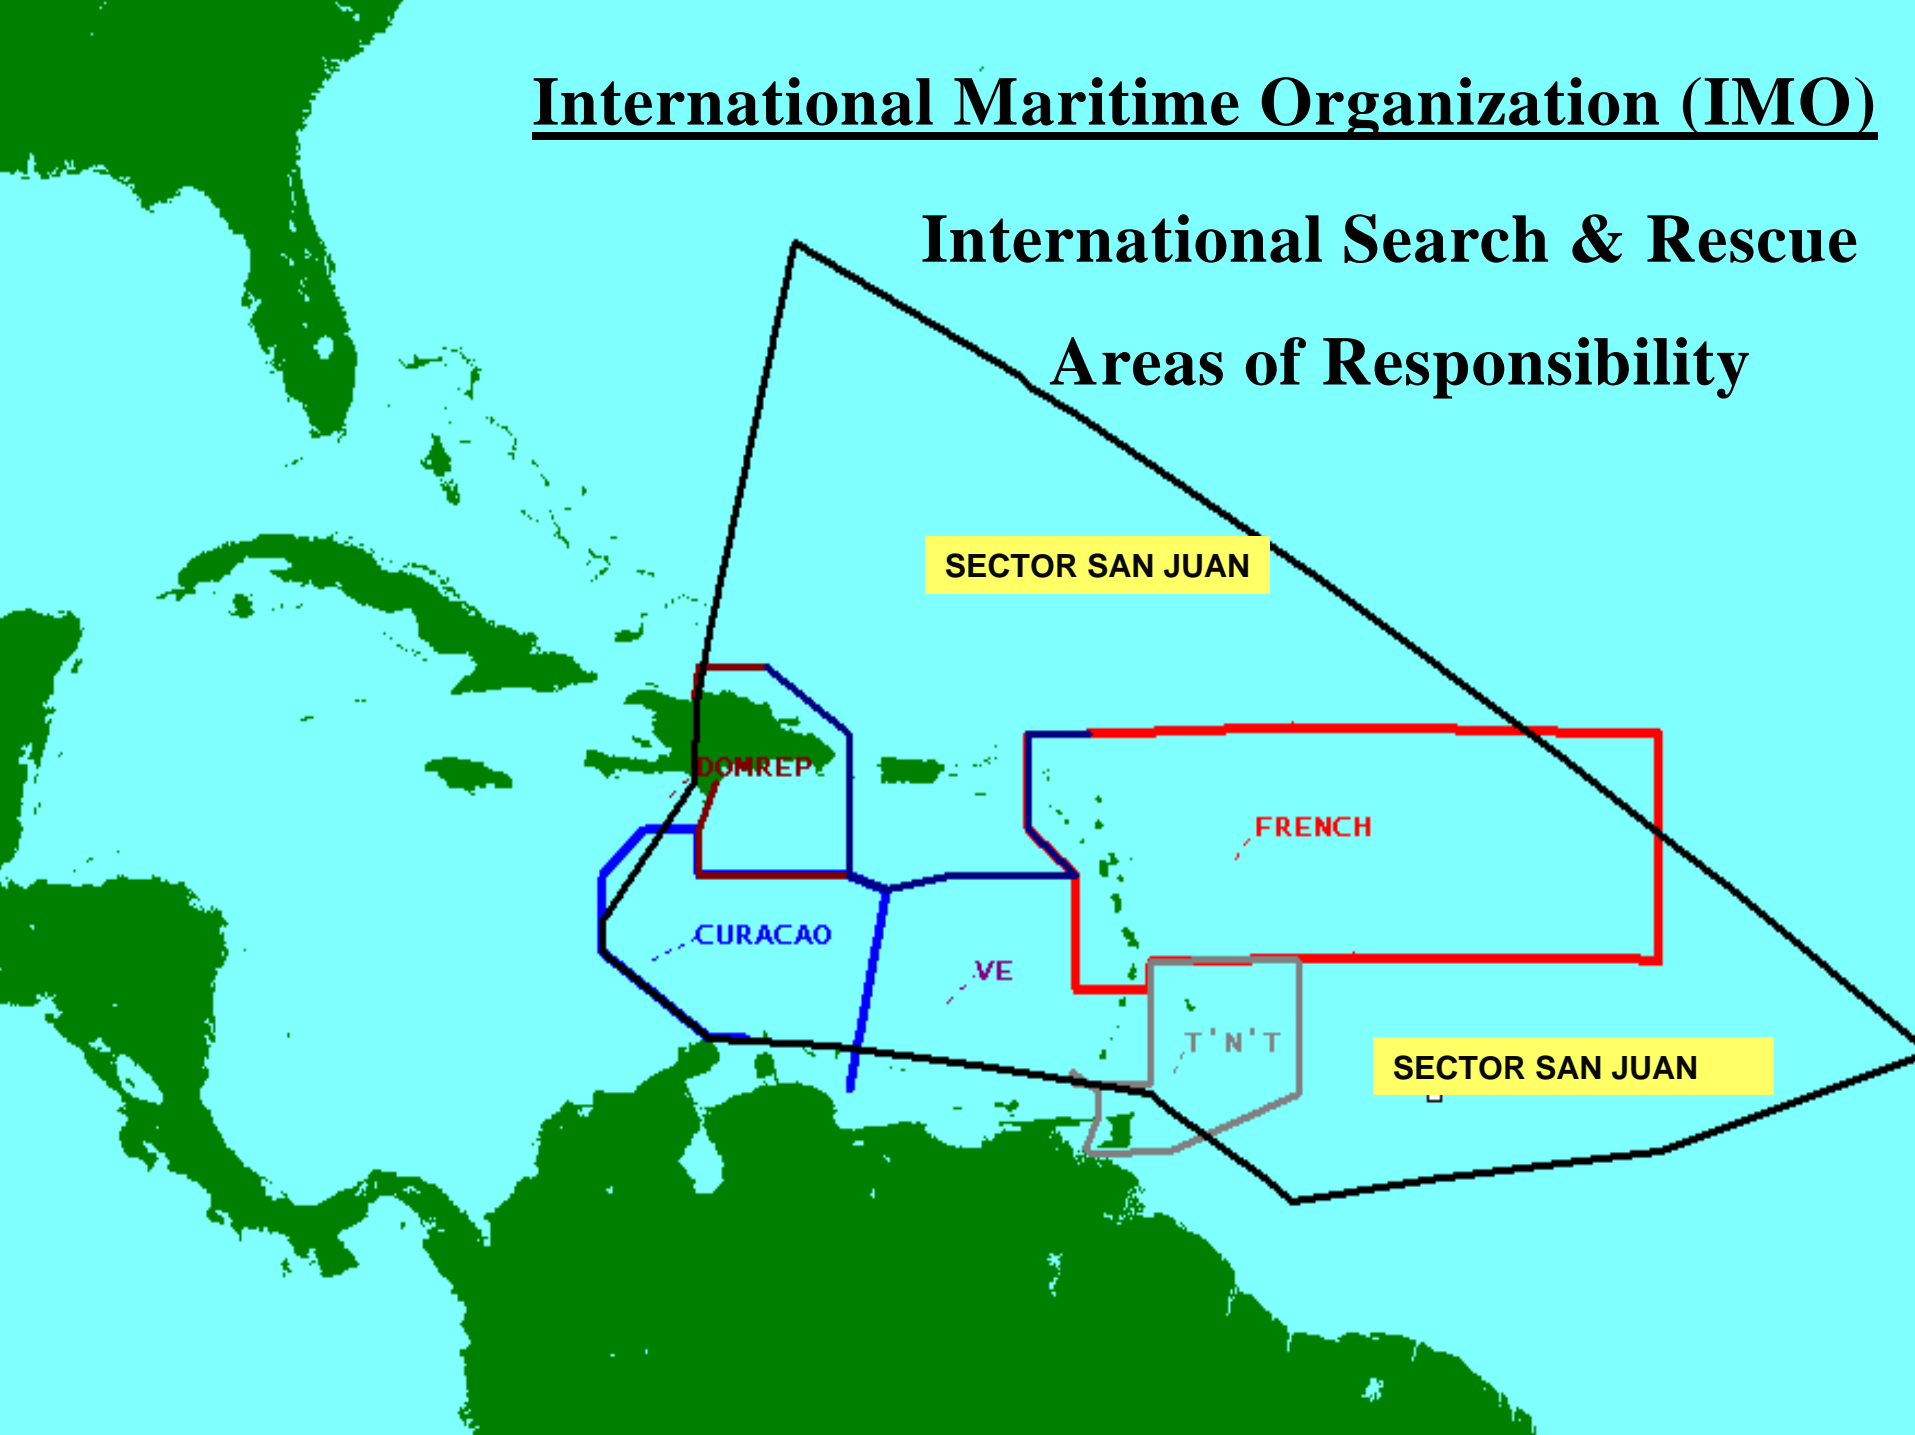 International Maritime Organization (IMO)
International Search & Rescue
Areas of Responsibility
SECTOR SAN JUAN
DOMREP
FRENCH
CURACAO
VE
T'N'T
SECTOR SAN JUAN